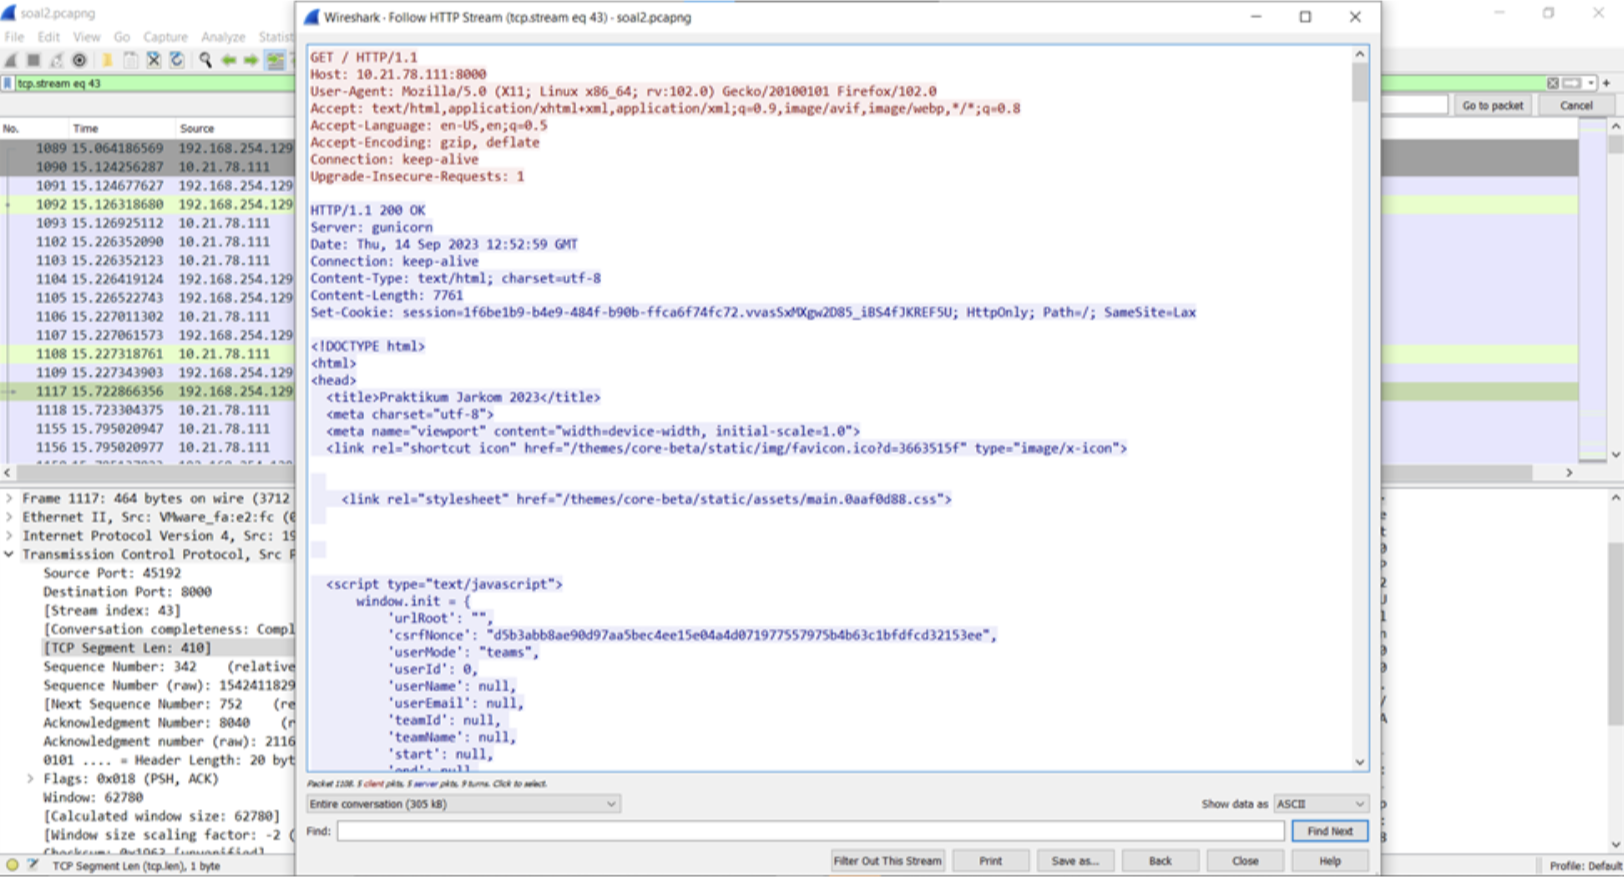 soal2.pcapng
File Edit View Go Capture Analyze Statist
tcp.stream eq 43
No. Time Source
1089 15.064186569 192.168.254.129
1090 15.124256287 10.21.78.111
1091 15.124677627 192.168.254.129
1092 15.126318680 192.168.254.129
1093 15.126925112 10.21.78.111
1102 15.226352090 10.21.78.111
1103 15.226352123 10.21.78.111
1104 15.226419124 192.168.254.129
1105 15.226522743 192.168.254.129
1106 15.227011302 10.21.78.111
1107 15.227061573 192.168.254.129
1108 15.227318761 10.21.78.111
1109 15.227343903 192.168.254.129
1117 15.722866356 192.168.254.129
1118 15.723304375 10.21.78.111
1155 15.795020947 10.21.78.111
1156 15.795020977 10.21.78.111
Frame 1117: 464 bytes on wire (3712
Ethernet II, Src: VMware_fa:e2:fc (0
Internet Protocol Version 4, Src: 19
Transmission Control Protocol, Src P
Source Port: 45192
Destination Port: 8000
[Stream index: 43]
[Conversation completeness: Compl
[TCP Segment Len: 410]
Sequence Number: 342 (relative
Sequence Number (raw): 1542411829
[Next Sequence Number: 752 (re
Acknowledgment Number: 8040 (r
Acknowledgment number (raw): 2116
0101 .... = Header Length: 20 byt
Flags: 0x018 (PSH, ACK)
Window: 62780
[Calculated window size: 62780]
[Window size scaling factor: -2 (
Checksum: 0x1063 [unverified]
TCP Segment Len (tcp.len), 1 byte
Wireshark · Follow HTTP Stream (tcp.stream eq 43) · soal2.pcapng
GET / HTTP/1.1
Host: 10.21.78.111:8000
User-Agent: Mozilla/5.0 (X11; Linux x86_64; rv:102.0) Gecko/20100101 Firefox/102.0
Accept: text/html,application/xhtml+xml,application/xml;q=0.9,image/avif,image/webp,*/*;q=0.8
Accept-Language: en-US,en;q=0.5
Accept-Encoding: gzip, deflate
Connection: keep-alive
Upgrade-Insecure-Requests: 1
HTTP/1.1 200 OK
Server: gunicorn
Date: Thu, 14 Sep 2023 12:52:59 GMT
Connection: keep-alive
Content-Type: text/html; charset=utf-8
Content-Length: 7761
Set-Cookie: session=1f6be1b9-b4e9-484f-b90b-ffca6f74fc72.vvasSxMXgw2D85_iBS4fJKREF5U; HttpOnly; Path=/; SameSite=Lax
<!DOCTYPE html>
<html>
<head>
<title>Praktikum Jarkom 2023</title>
<meta charset="utf-8">
<meta name="viewport" content="width=device-width, initial-scale=1.0">
<link rel="shortcut icon" href="/themes/core-beta/static/img/favicon.ico?d=3663515f" type="image/x-icon">
<link rel="stylesheet" href="/themes/core-beta/static/assets/main.0aaf0d88.css">
<script type="text/javascript">
window.init = {
'urlRoot': "",
'csrfNonce': "d5b3abb8ae90d97aa5bec4ee15e04a4d071977557975b4b63c1bfdfcd32153ee",
'userMode': "teams",
'userId': 0,
'userName': null,
'userEmail': null,
'teamId': null,
'teamName': null,
'start': null,
'end': null,
Packet 1108. 5 client pkts, 5 server pkts, 9 turns. Click to select.
Entire conversation (305 kB)
Show data as ASCII
Find:
Find Next
Filter Out This Stream Print Save as... Back Close Help
Go to packet Cancel
Profile: Default